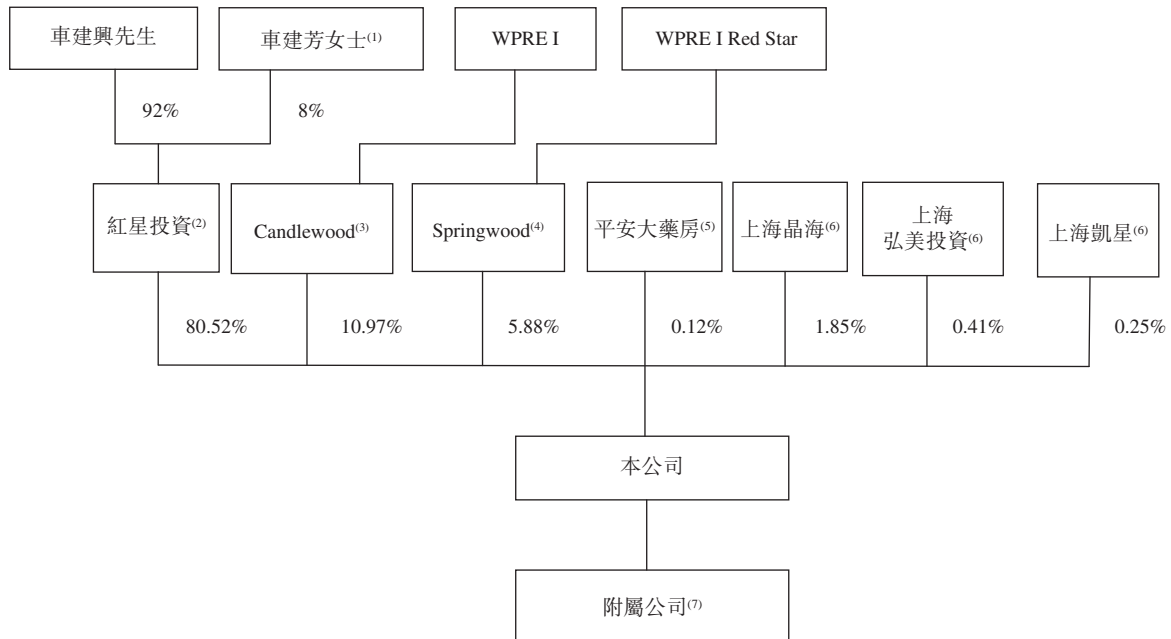 車建興先生
車建芳女士(1)
WPRE I
WPRE I Red Star
92%
8%
紅星投資(2)
Candlewood(3)
Springwood(4)
平安大藥房(5)
上海晶海(6)
上海
弘美投資(6)
上海凱星(6)
80.52%
10.97%
5.88%
0.12%
1.85%
0.41%
0.25%
本公司
附屬公司(7)